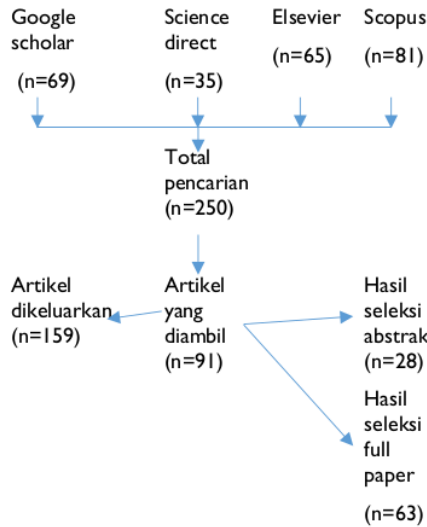 Google
scholar
(n=69)
Science
direct
(n=35)
Elsevier
(n=65)
Scopus
(n=81)
Total
pencarian
(n=250)
Artikel
dikeluarkan
(n=159)
Artikel
yang
diambil
(n=91)
Hasil
seleksi
abstrak
(n=28)
Hasil
seleksi
full
paper
(n=63)